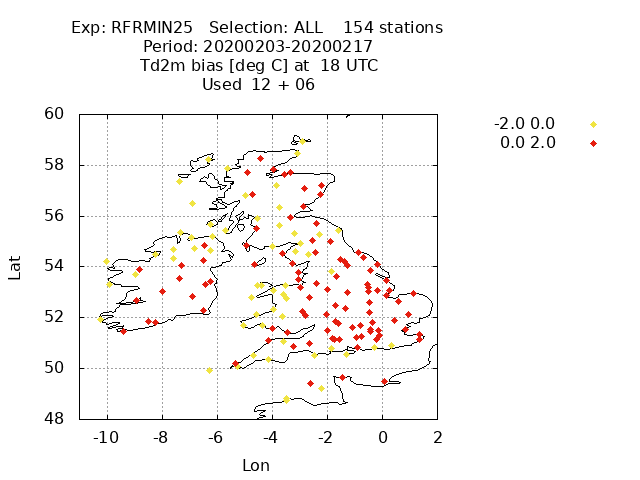 Exp: RFRMIN25 Selection: ALL 154 stations
Period: 20200203-20200217
Td2m bias [deg C] at 18 UTC
Used 12 + 06
-2.0 0.0
0.0 2.0
60
58
56
54
52
50
48
Lat
-10 -8 -6 -4 -2 0 2
Lon